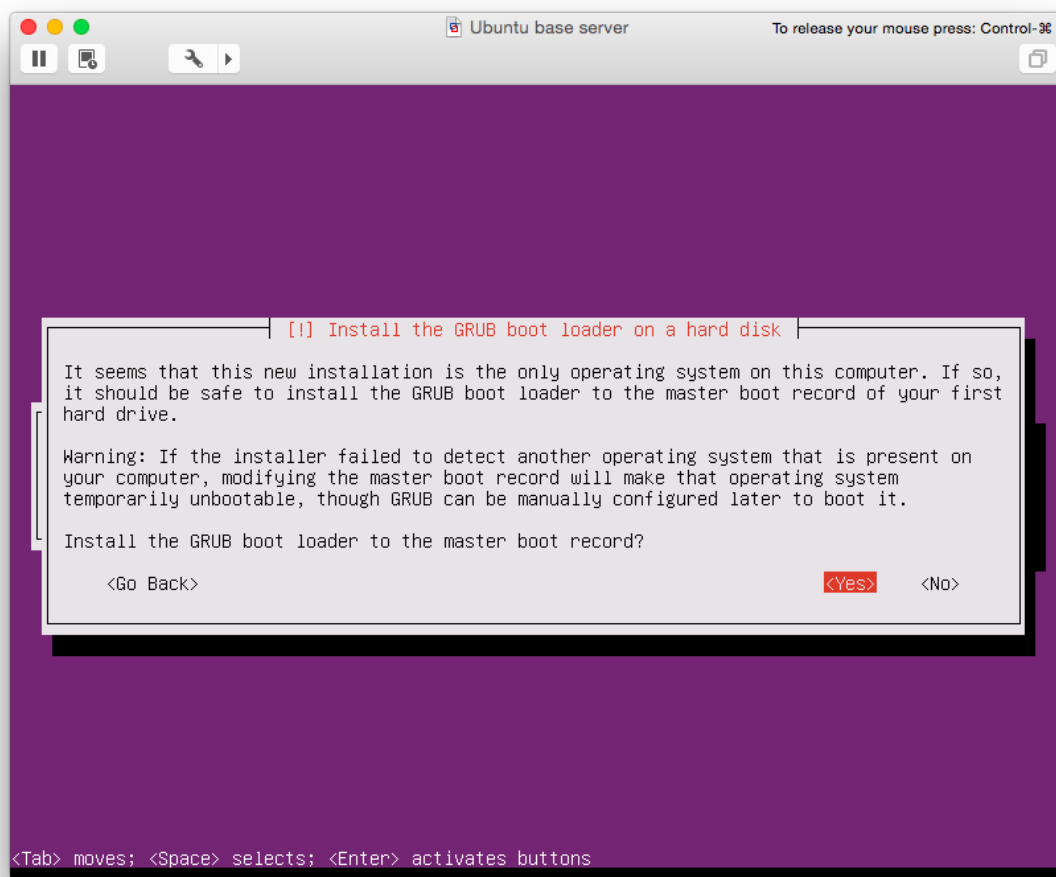 Ubuntu base server
To release your mouse press: Control-⌘
[!] Install the GRUB boot loader on a hard disk
It seems that this new installation is the only operating system on this computer. If so,
it should be safe to install the GRUB boot loader to the master boot record of your first
hard drive.
Warning: If the installer failed to detect another operating system that is present on
your computer, modifying the master boot record will make that operating system
temporarily unbootable, though GRUB can be manually configured later to boot it.
Install the GRUB boot loader to the master boot record?
<Go Back> <Yes> <No>
<Tab> moves; <Space> selects; <Enter> activates buttons